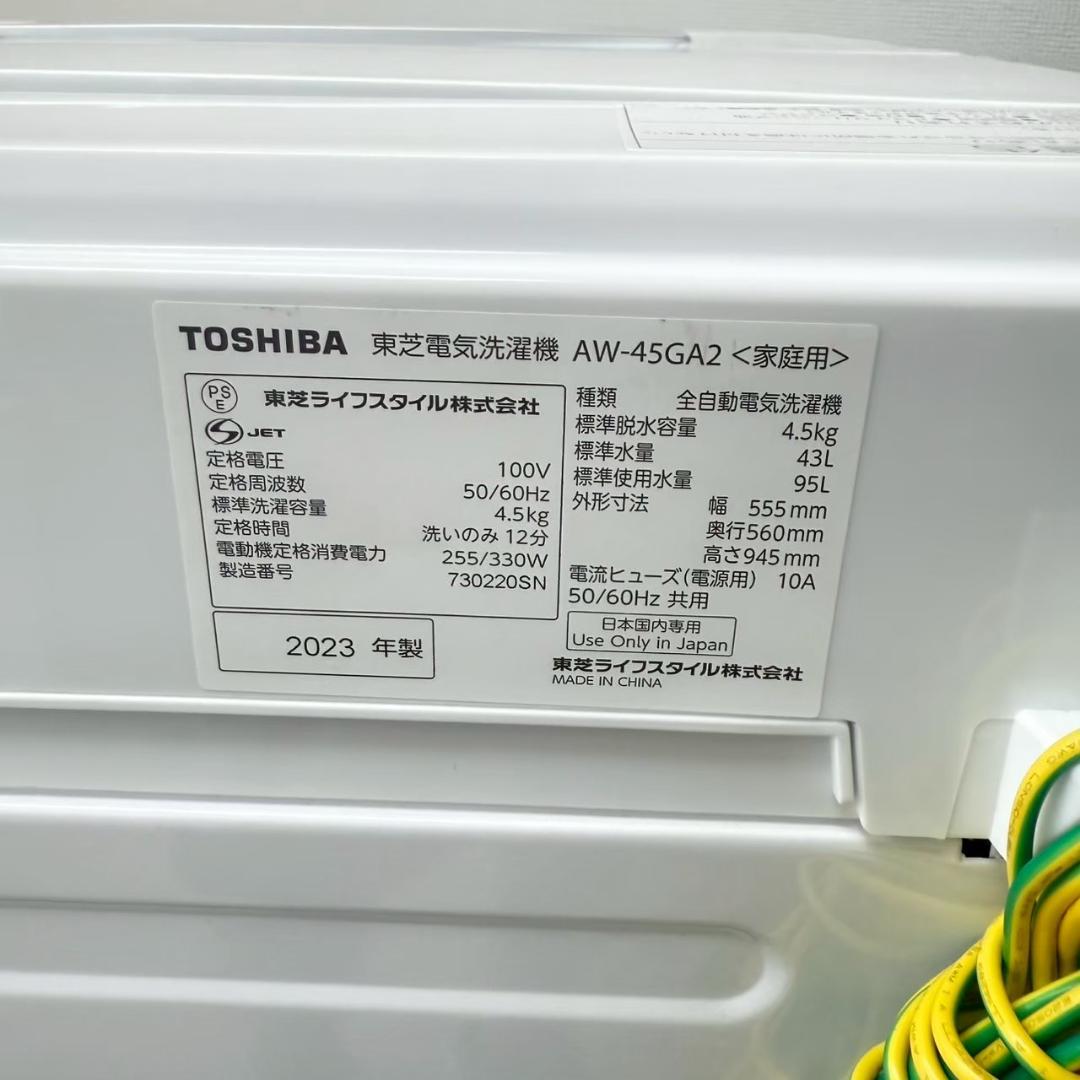 TOSHIBA 東芝電気洗濯機 AW-45GA2 <家庭用>
PS
E
東芝ライフスタイル株式会社
S JET
定格電圧 100V
定格周波数 50/60Hz
標準洗濯容量 4.5kg
定格時間 洗いのみ 12分
電動機定格消費電力 255/330W
製造番号 730220SN
2023 年製
種類 全自動電気洗濯機
標準脱水容量 4.5kg
標準水量 43L
標準使用水量 95L
外形寸法 幅 555mm
奥行560mm
高さ945mm
電流ヒューズ(電源用) 10A
50/60Hz 共用
日本国内専用
Use Only in Japan
東芝ライフスタイル株式会社
MADE IN CHINA